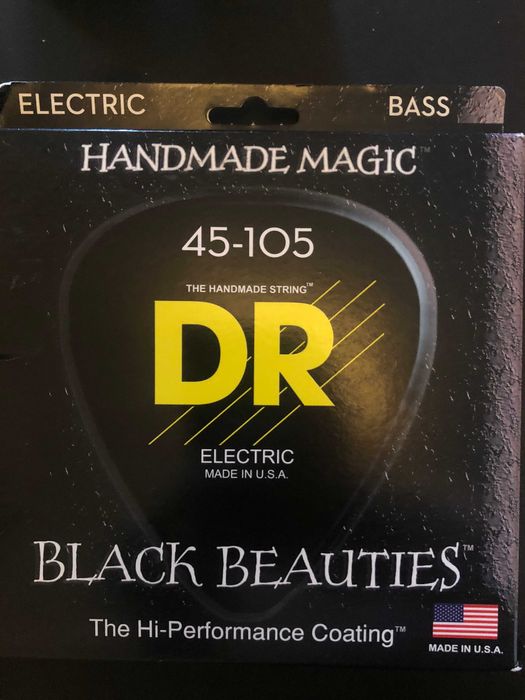 ELECTRIC BASS
HANDMADE MAGIC™
45-105
THE HANDMADE STRING™
DR
ELECTRIC
MADE IN U.S.A.
BLACK BEAUTIES™
The Hi-Performance Coating™
MADE IN U.S.A.